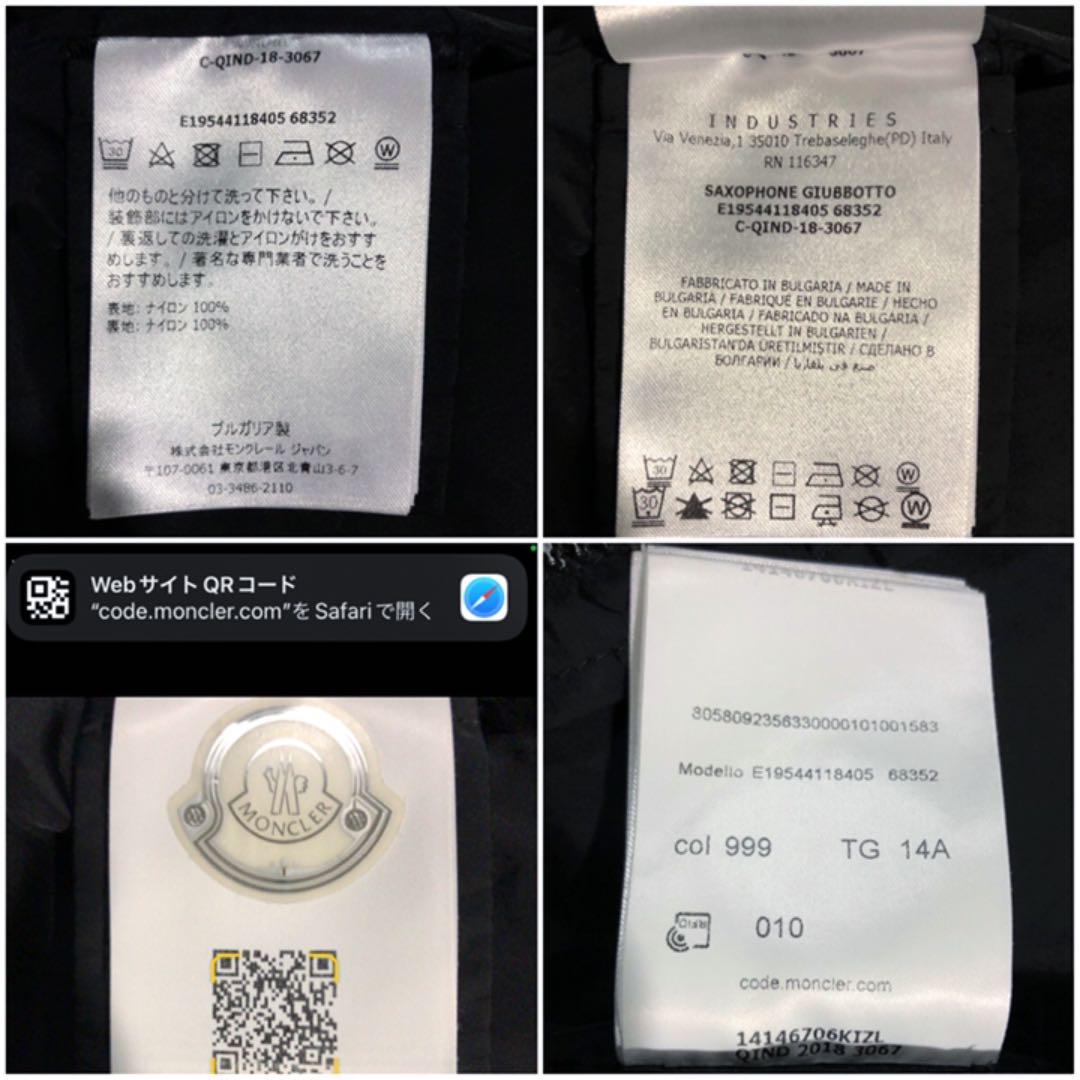 C-QIND-18-3067
E19544118405 68352
30
W
他のものと分けて洗って下さい。/
装飾部にはアイロンをかけないで下さい。
/ 裏返しての洗濯とアイロンがけをおすす
めします。/ 著名な専門業者で洗うことを
おすすめします。
表地: ナイロン 100%
裏地: ナイロン 100%
ブルガリア製
株式会社モンクレール ジャパン
〒107-0061 東京都港区北青山3-6-7
03-3486-2110
INDUSTRIES
Via Venezia,1 35010 Trebaseleghe(PD) Italy
RN 116347
SAXOPHONE GIUBBOTTO
E19544118405 68352
C-QIND-18-3067
FABBRICATO IN BULGARIA / MADE IN
BULGARIA / FABRIQUE EN BULGARIE / HECHO
EN BULGARIA / FABRICADO NA BULGARIA /
HERGESTELLT IN BULGARIEN /
BULGARISTAN'DA ÜRETILMIŞTIR / СДЕЛАНО В
БОЛГАРИИ / صنع في بلغاريا
30 W
30 W
WebサイトQRコード
“code.moncler.com”をSafariで開く
MONCLER
30580923563300001010015​83
Modello E19544118405 68352
col 999 TG 14A
RFID 010
code.moncler.com
14146706KIZL
QIND 2018 3067